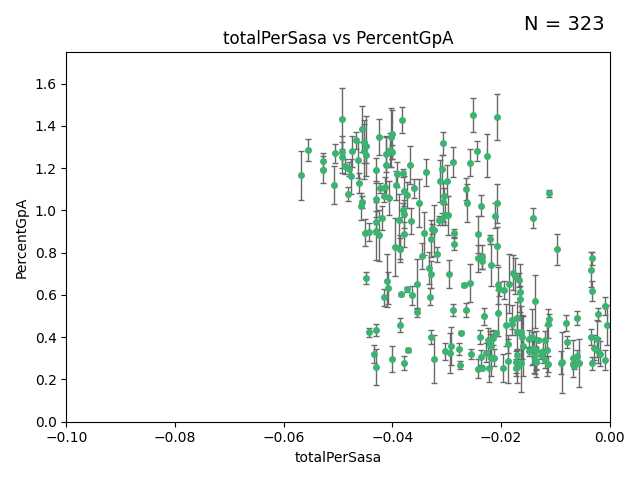 N = 323
totalPerSasa vs PercentGpA
PercentGpA
1.6
1.4
1.2
1.0
0.8
0.6
0.4
0.2
0.0
−0.10 −0.08 −0.06 −0.04 −0.02 0.00
totalPerSasa